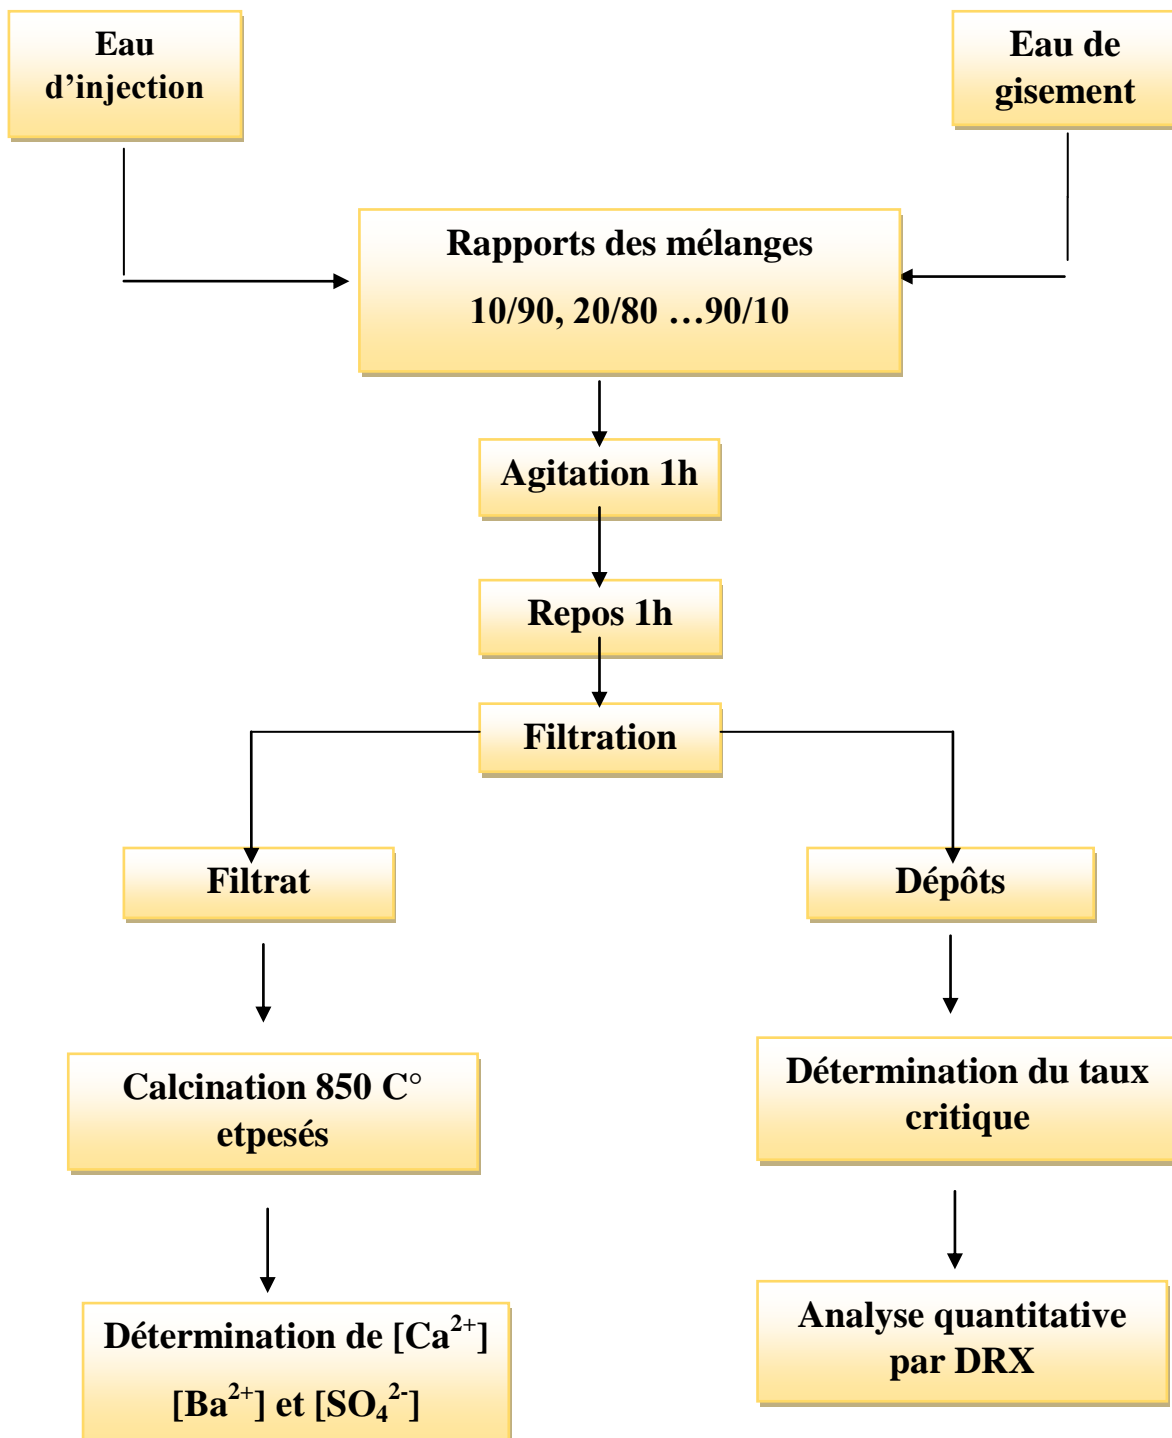 Eau
d’injection
Eau de
gisement
Rapports des mélanges
10/90, 20/80 …90/10
Agitation 1h
Repos 1h
Filtration
Filtrat
Dépôts
Calcination 850 C°
etpesés
Détermination du taux
critique
Détermination de [Ca²⁺]
[Ba²⁺] et [SO₄²⁻]
Analyse quantitative
par DRX